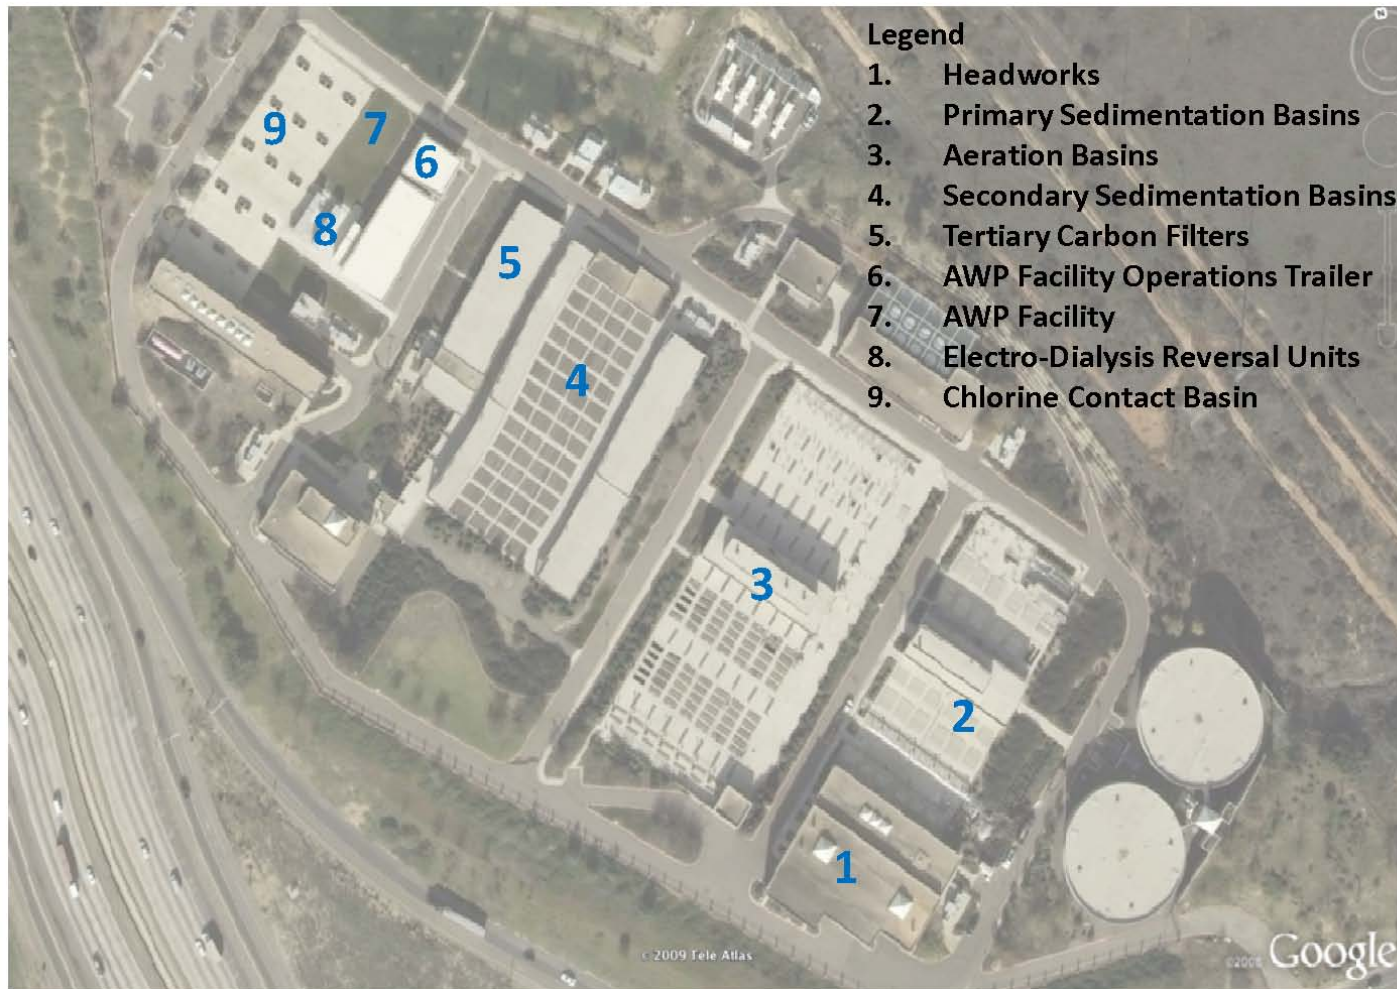 Legend
1. Headworks
2. Primary Sedimentation Basins
3. Aeration Basins
4. Secondary Sedimentation Basins
5. Tertiary Carbon Filters
6. AWP Facility Operations Trailer
7. AWP Facility
8. Electro-Dialysis Reversal Units
9. Chlorine Contact Basin
9
7
6
8
5
4
3
2
1
© 2009 Tele Atlas
Google
N